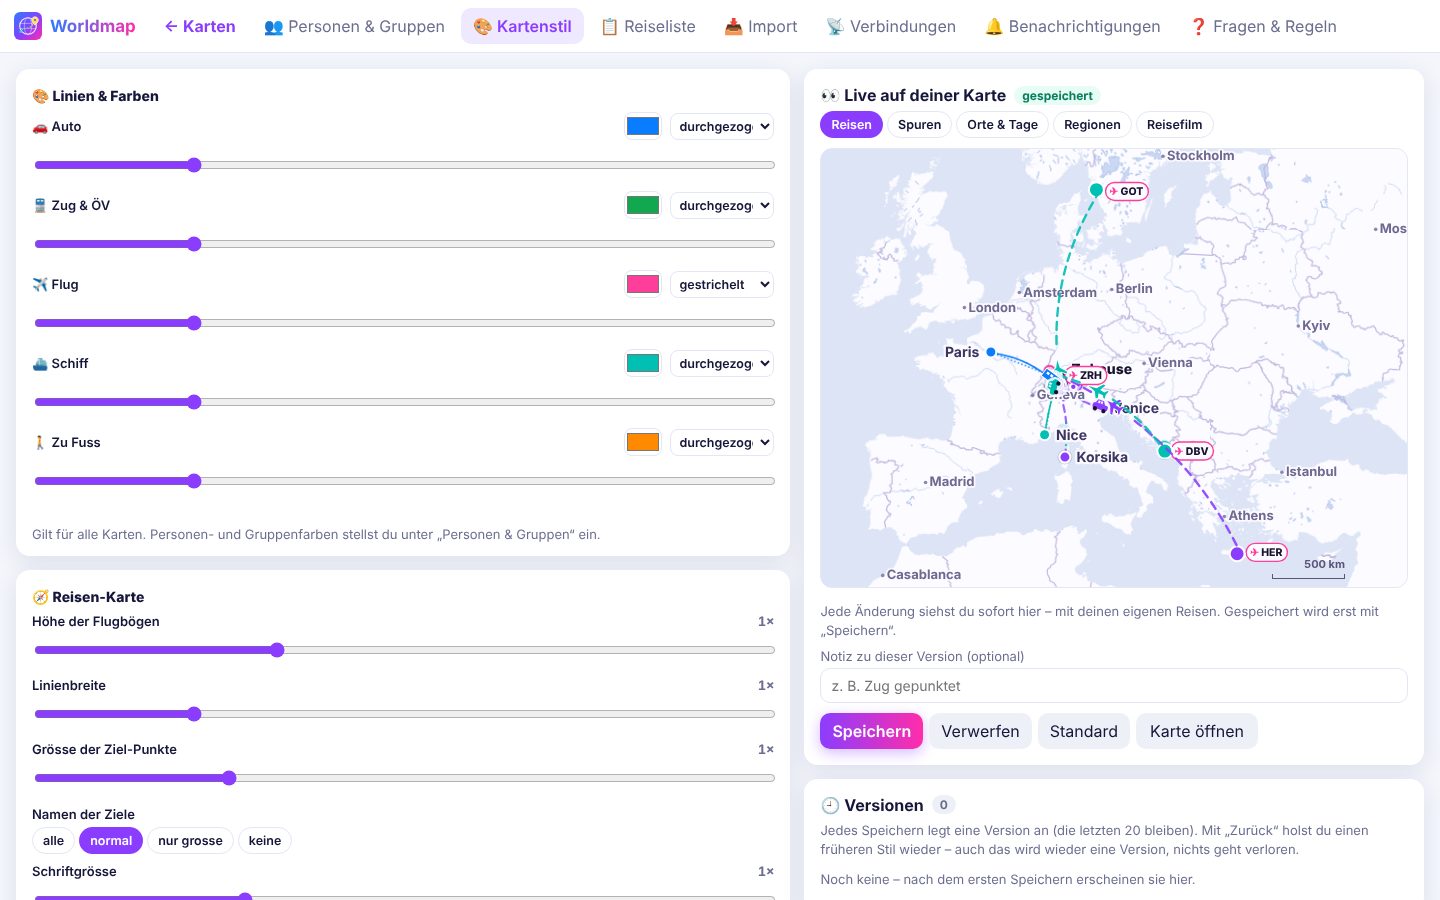 Worldmap
← Karten
Personen & Gruppen
Kartenstil
Reiseliste
Import
Verbindungen
Benachrichtigungen
Fragen & Regeln
Linien & Farben
Auto
durchgezog
Zug & ÖV
durchgezog
Flug
gestrichelt
Schiff
durchgezog
Zu Fuss
durchgezog
Gilt für alle Karten. Personen- und Gruppenfarben stellst du unter „Personen & Gruppen“ ein.
Reisen-Karte
Höhe der Flugbögen 1×
Linienbreite 1×
Grösse der Ziel-Punkte 1×
Namen der Ziele
alle normal nur grosse keine
Schriftgrösse 1×
Live auf deiner Karte gespeichert
Reisen Spuren Orte & Tage Regionen Reisefilm
Stockholm
GOT
Mos
Amsterdam
Berlin
London
Kyiv
Paris
Vienna
ZRH
Geneva
Nice
Korsika
DBV
Istanbul
Madrid
Athens
HER
500 km
Casablanca
Jede Änderung siehst du sofort hier – mit deinen eigenen Reisen. Gespeichert wird erst mit
„Speichern“.
Notiz zu dieser Version (optional)
z. B. Zug gepunktet
Speichern Verwerfen Standard Karte öffnen
Versionen 0
Jedes Speichern legt eine Version an (die letzten 20 bleiben). Mit „Zurück“ holst du einen
früheren Stil wieder – auch das wird wieder eine Version, nichts geht verloren.
Noch keine – nach dem ersten Speichern erscheinen sie hier.